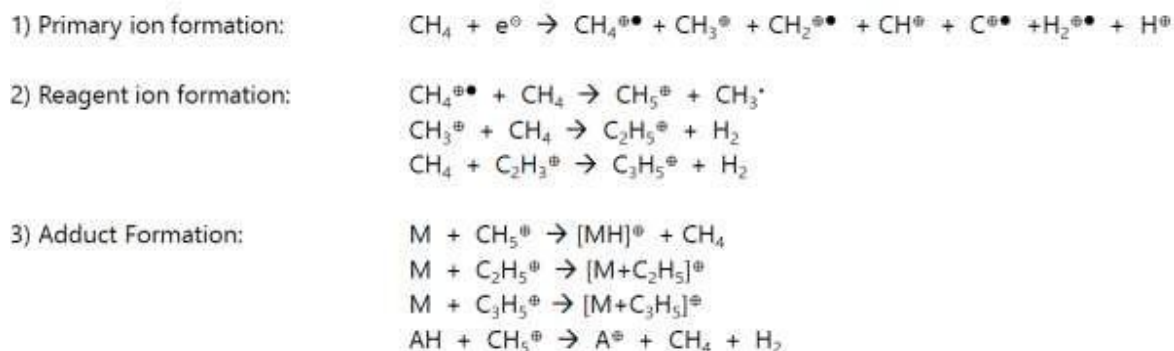 1) Primary ion formation: CH₄ + e⊖ → CH₄⊕• + CH₃⊕ + CH₂⊕• + CH⊕ + C⊕• +H₂⊕• + H⊕
2) Reagent ion formation: CH₄⊕• + CH₄ → CH₅⊕ + CH₃•
CH₃⊕ + CH₄ → C₂H₅⊕ + H₂
CH₄ + C₂H₃⊕ → C₃H₅⊕ + H₂
3) Adduct Formation: M + CH₅⊕ → [MH]⊕ + CH₄
M + C₂H₅⊕ → [M+C₂H₅]⊕
M + C₃H₅⊕ → [M+C₃H₅]⊕
AH + CH₅⊕ → A⊕ + CH₄ + H₂